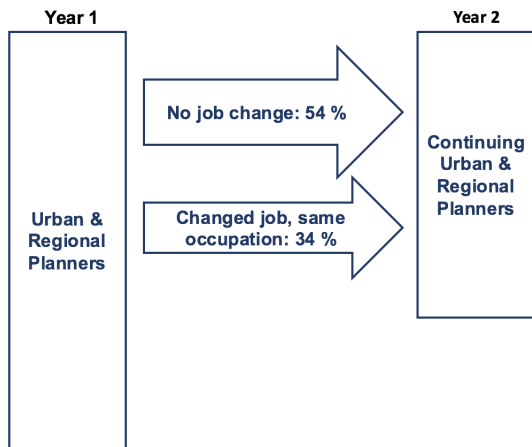 Year 1
Year 2
No job change: 54 %
Continuing
Urban &
Regional
Planners
Urban &
Regional
Planners
Changed job, same
occupation: 34 %